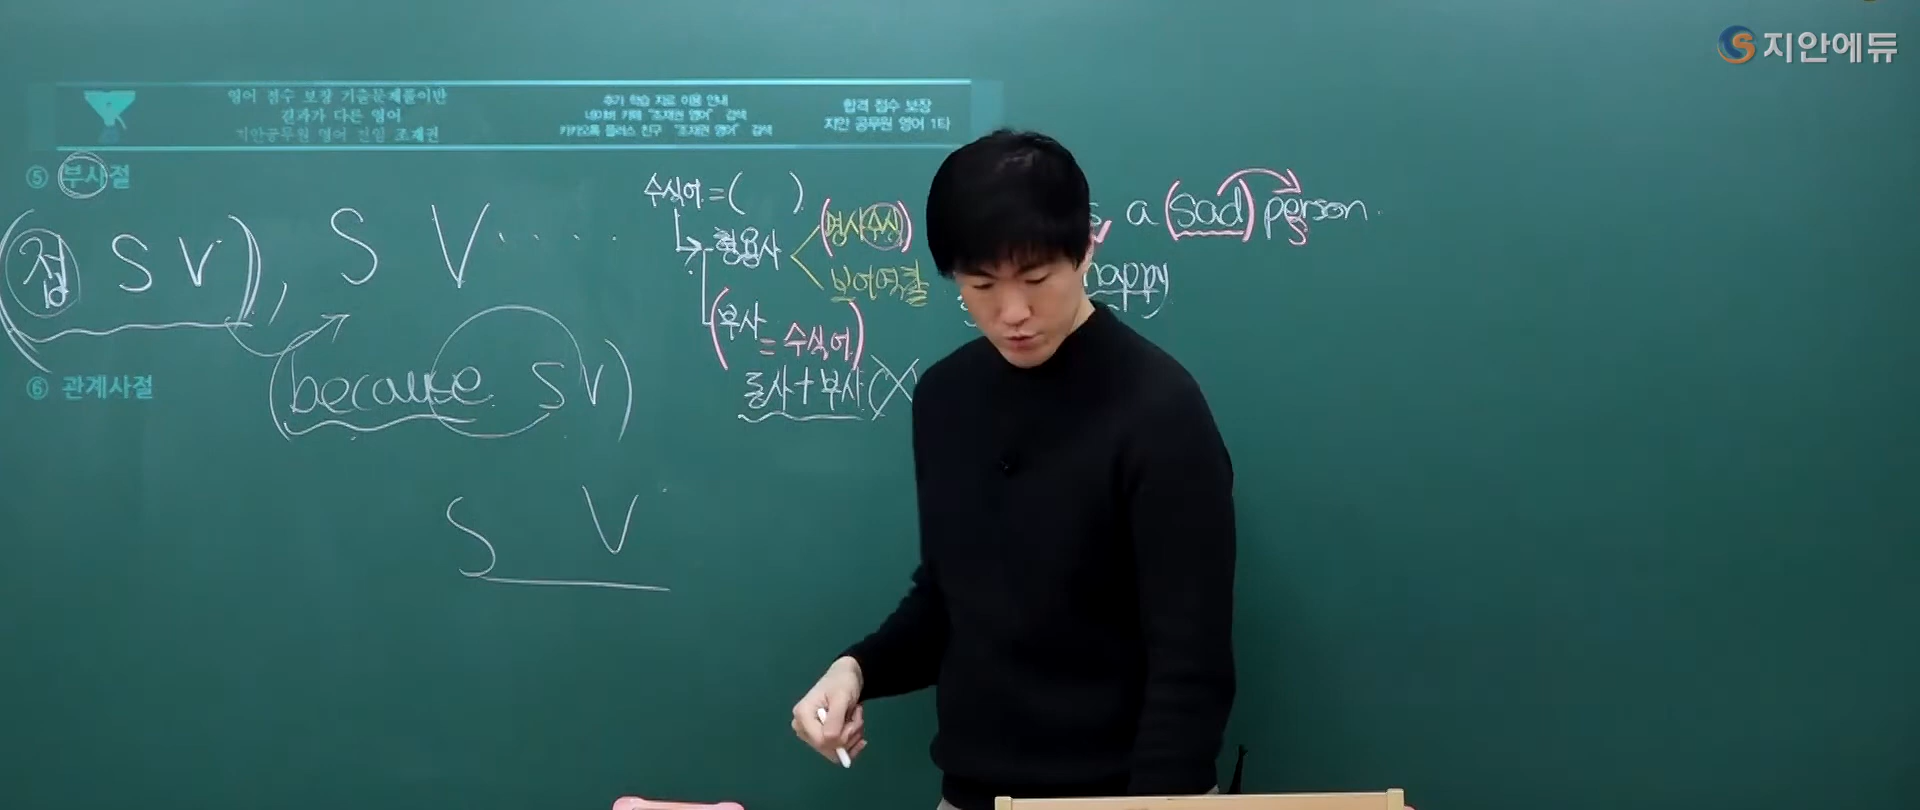 지안에듀
영어 점수 보장 기출문제풀이반
결과가 다른 영어
지안공무원 영어 전임 조재권
추가 학습 자료 이용 안내
네이버 카페 "조재권 영어" 검색
카카오톡 플러스 친구 "조재권 영어" 검색
합격 점수 보장
지안 공무원 영어 1타
⑤ 부사절
(접 S V), S V.....
(because S V)
⑥ 관계사절
S V
수식어 = ( )
형용사
(명사수식)
보어역할
(부사
= 수식어)
동사+부사(X)
s a (sad) person.
S
happy